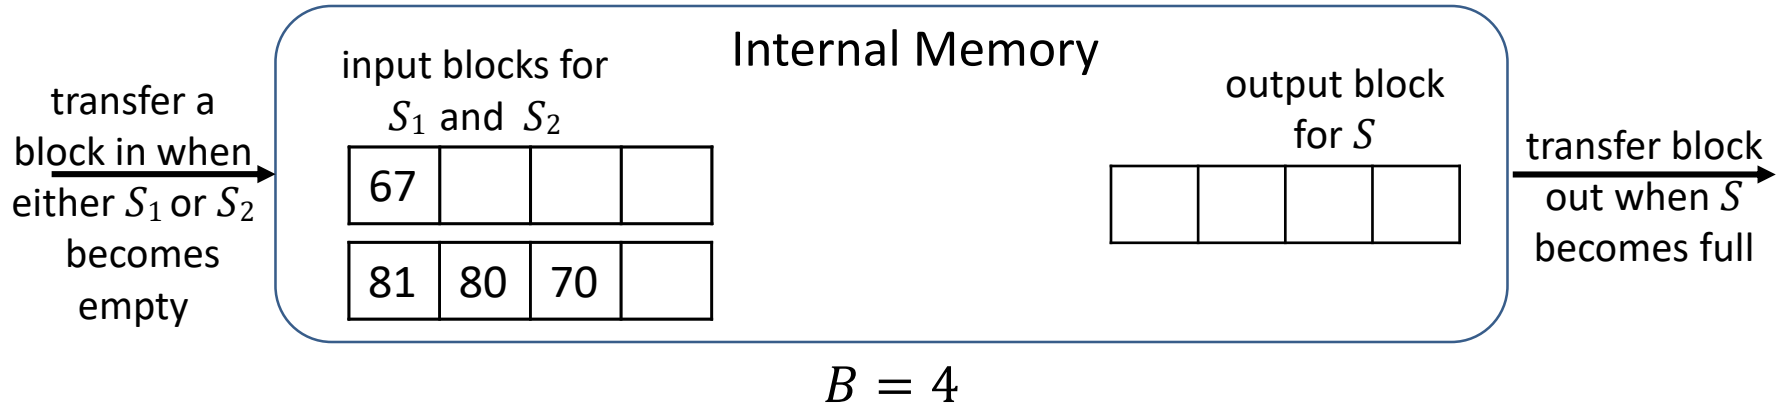 Internal Memory
transfer a
block in when
either S₁ or S₂
becomes
empty
input blocks for
S₁ and S₂
67
81 80 70
output block
for S
transfer block
out when S
becomes full
B = 4